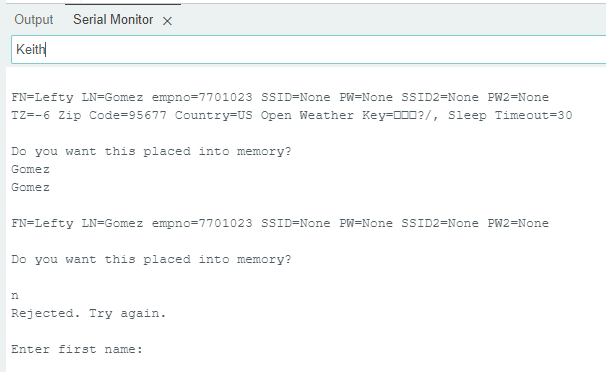 Output Serial Monitor ×
Keith
FN=Lefty LN=Gomez empno=7701023 SSID=None PW=None SSID2=None PW2=None
TZ=-6 Zip Code=95677 Country=US Open Weather Key=□□□?/, Sleep Timeout=30
Do you want this placed into memory?
Gomez
Gomez
FN=Lefty LN=Gomez empno=7701023 SSID=None PW=None SSID2=None PW2=None
Do you want this placed into memory?
n
Rejected. Try again.
Enter first name: